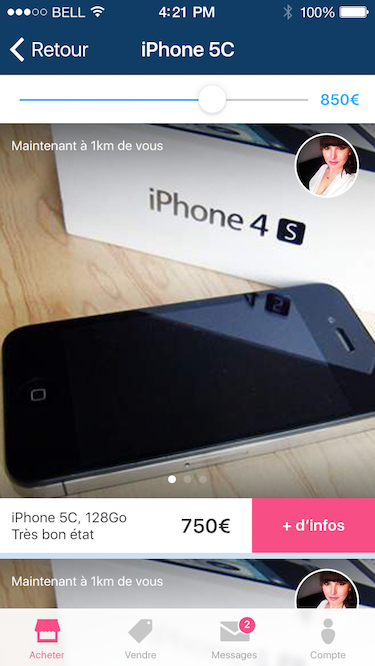 BELL 4:21 PM 100%
Retour iPhone 5C
850€
Maintenant à 1km de vous
iPhone 4 S
iPhone 5C, 128Go
Très bon état
750€
+ d'infos
Maintenant à 1km de vous
2
Acheter Vendre Messages Compte